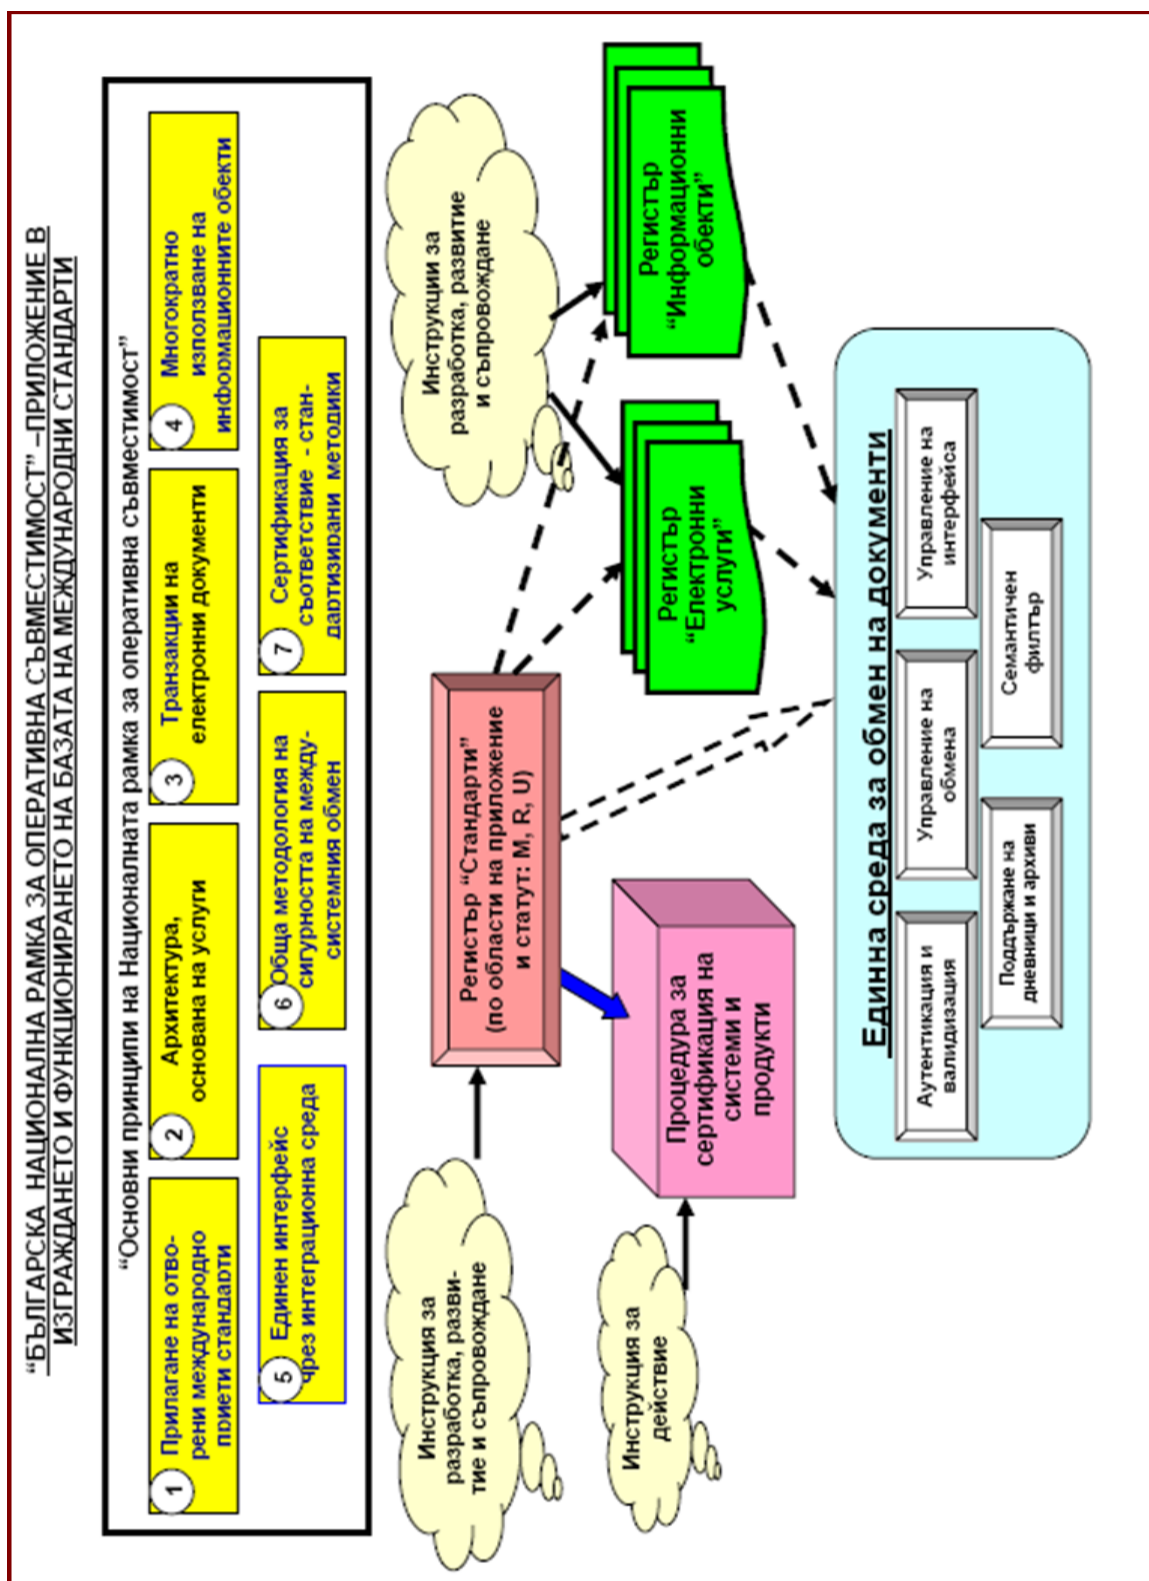 “БЪЛГАРСКА НАЦИОНАЛНА РАМКА ЗА ОПЕРАТИВНА СЪВМЕСТИМОСТ” –ПРИЛОЖЕНИЕ В
ИЗГРАЖДАНЕТО И ФУНКЦИОНИРАНЕТО НА БАЗАТА НА МЕЖДУНАРОДНИ СТАНДАРТИ
“Основни принципи на Националната рамка за оперативна съвместимост”
1
Прилагане на отво-
рени международно
приети стандарти
2
Архитектура,
основана на услуги
3
Транзакции на
електронни документи
4
Многократно
използване на
информационните обекти
5
Единен интерфейс
чрез интеграционна среда
6
Обща методология на
сигурността на между-
системния обмен
7
Сертификация за
съответствие - стан-
дартизирани методики
Инструкция за
разработка, разви-
тие и съпровождане
Регистър “Стандарти”
(по области на приложение
и статут: M, R, U)
Инструкции за
разработка, развитие
и съпровождане
Инструкция за
действие
Процедура за
сертификация на
системи и
продукти
Регистър
“Електронни
услуги”
Регистър
“Информационни
обекти”
Единна среда за обмен на документи
Аутентикация и
валидизация
Управление на
обмена
Управление на
интерфейса
Поддържане на
дневници и архиви
Семантичен
филтър